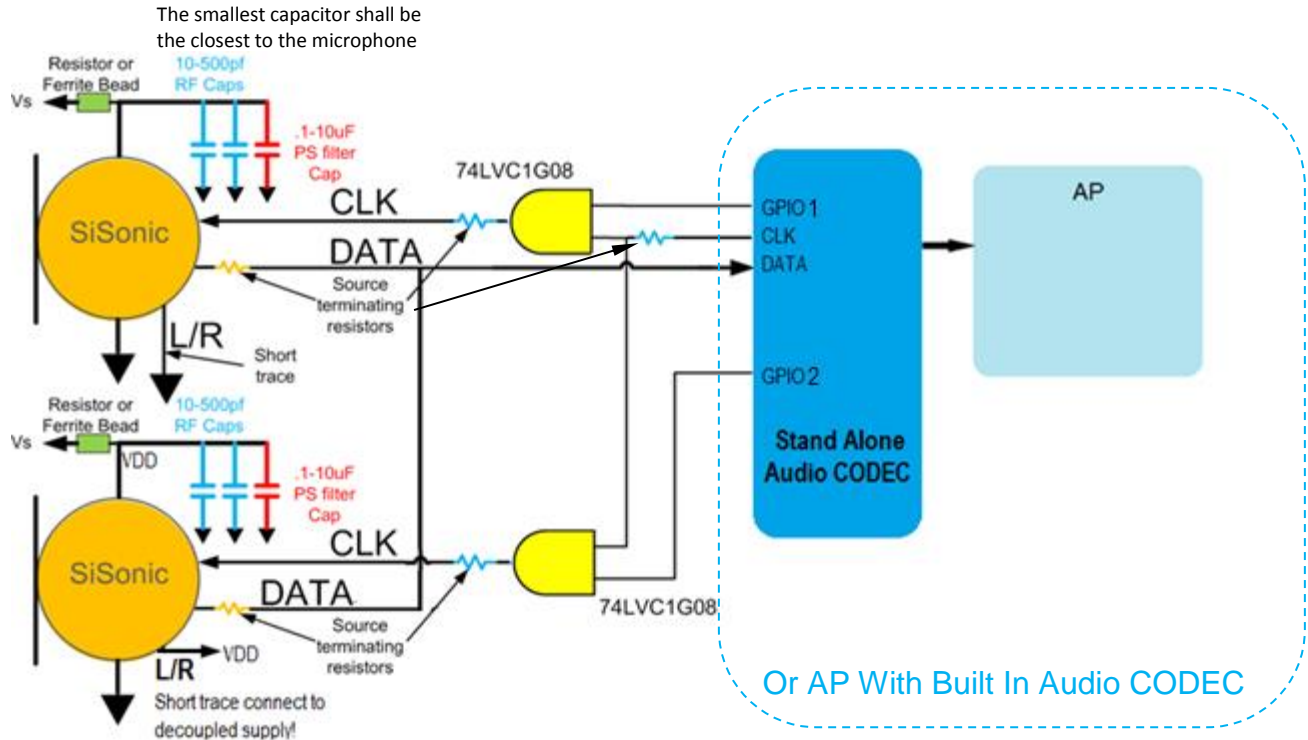 The smallest capacitor shall be
the closest to the microphone
Resistor or
Ferrite Bead
10-500pf
RF Caps
Vs
.1-10uF
PS filter
Cap
74LVC1G08
CLK
SiSonic
DATA
Source
terminating
resistors
L/R
Short
trace
GPIO1
CLK
DATA
GPIO2
Stand Alone
Audio CODEC
AP
Resistor or
Ferrite Bead
10-500pf
RF Caps
Vs
VDD
.1-10uF
PS filter
Cap
CLK
SiSonic
DATA
74LVC1G08
Source
terminating
resistors
VDD
L/R
Short trace connect to
decoupled supply!
Or AP With Built In Audio CODEC